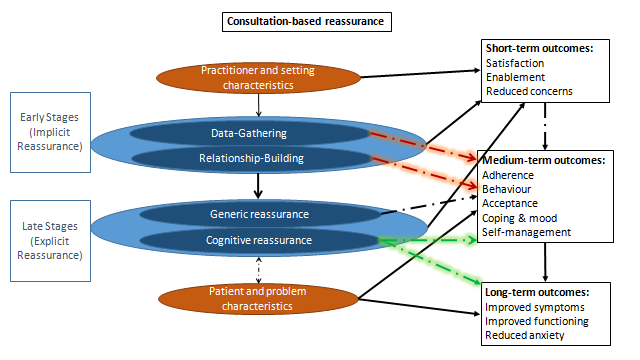 Consultation-based reassurance
Short-term outcomes:
Satisfaction
Enablement
Reduced concerns
Practitioner and setting
characteristics
Early Stages
(Implicit
Reassurance)
Data-Gathering
Relationship-Building
Medium-term outcomes:
Adherence
Behaviour
Acceptance
Coping & mood
Self-management
Late Stages
(Explicit
Reassurance)
Generic reassurance
Cognitive reassurance
Patient and problem
characteristics
Long-term outcomes:
Improved symptoms
Improved functioning
Reduced anxiety